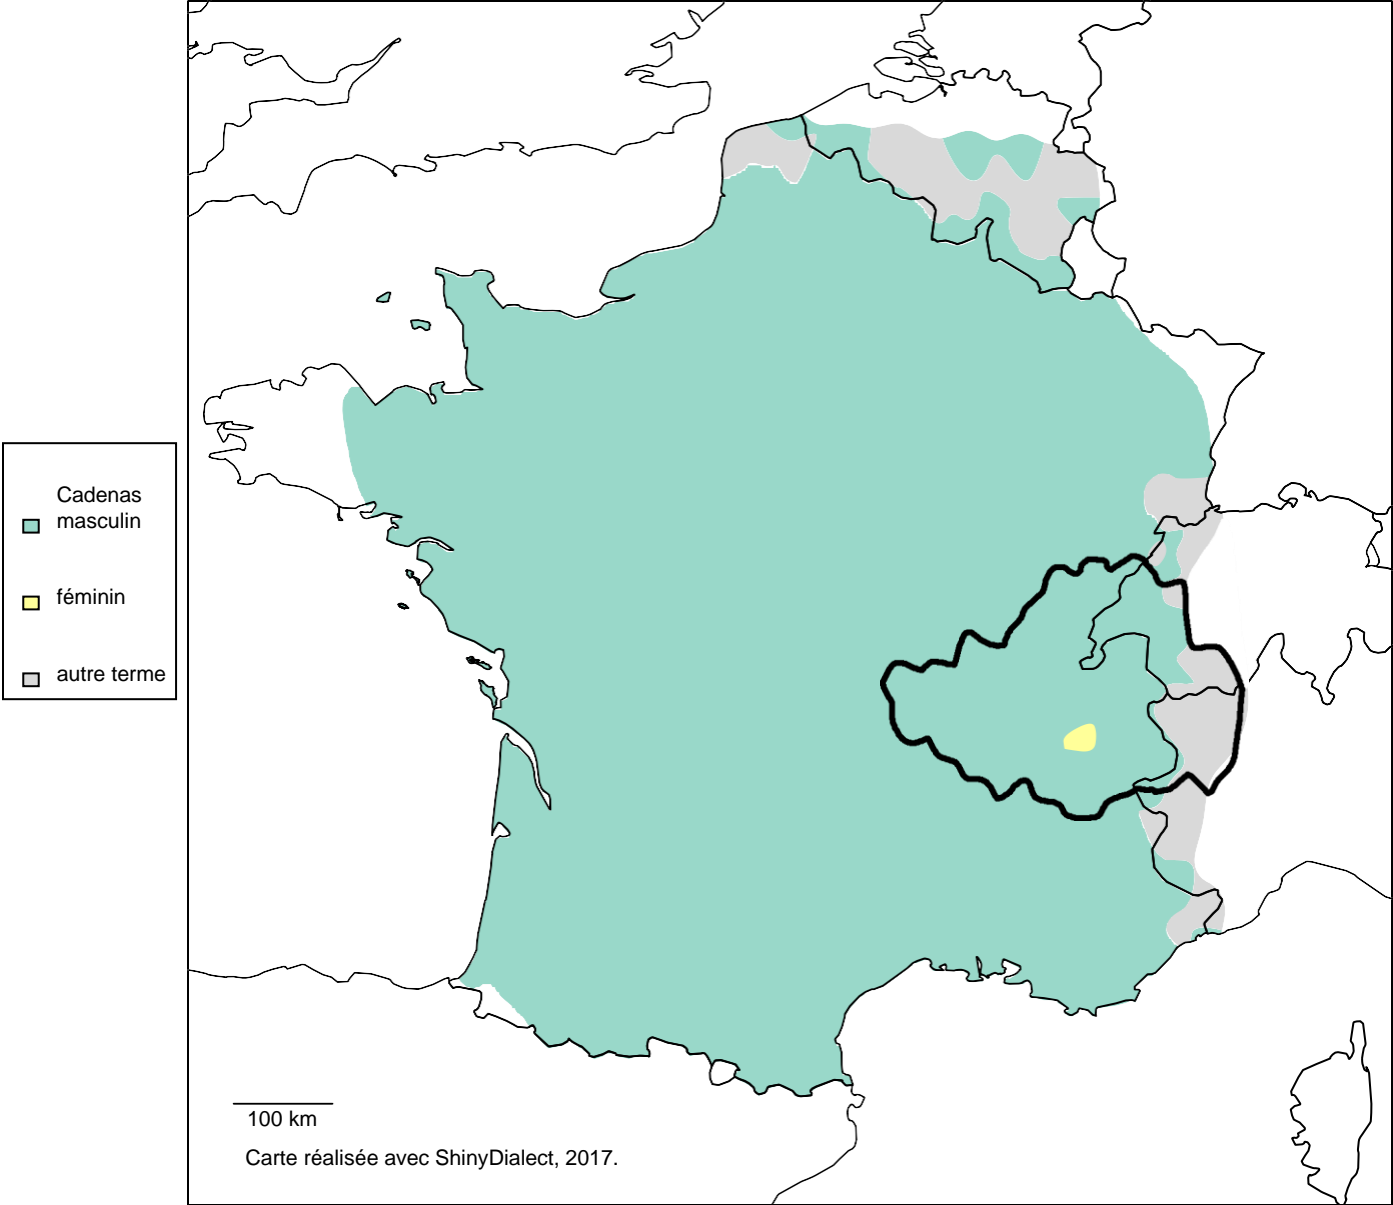 Cadenas
masculin
féminin
autre terme
100 km
Carte réalisée avec ShinyDialect, 2017.